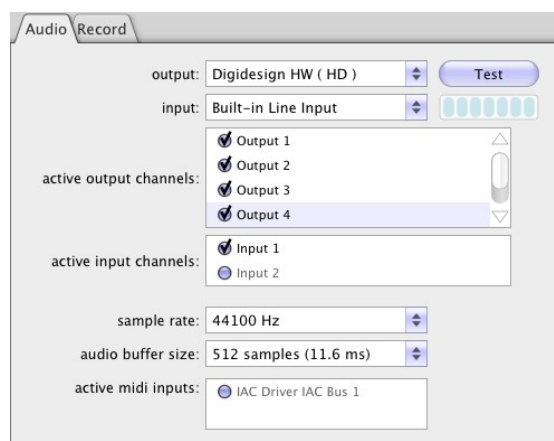 Audio Record
output: Digidesign HW ( HD ) Test
input: Built-in Line Input
active output channels:
Output 1
Output 2
Output 3
Output 4
active input channels:
Input 1
Input 2
sample rate: 44100 Hz
audio buffer size: 512 samples (11.6 ms)
active midi inputs: IAC Driver IAC Bus 1